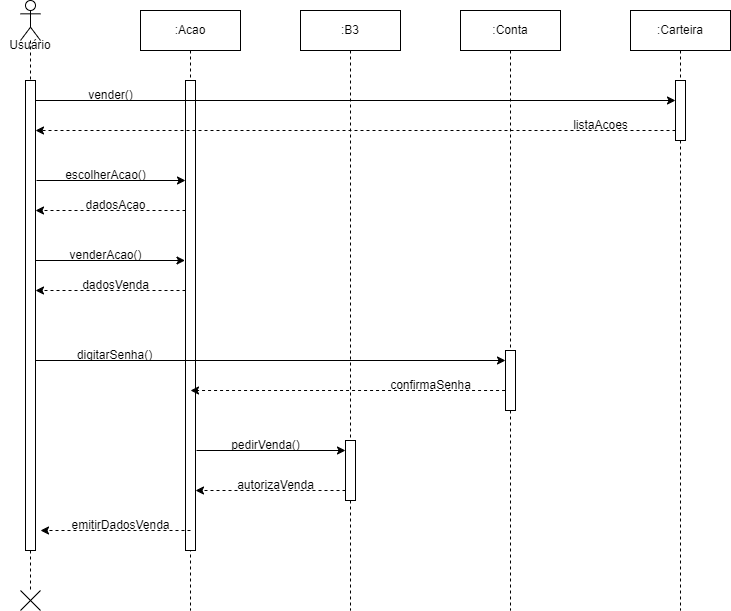 :Acao
:B3
:Conta
:Carteira
Usuário
vender()
listaAcoes
escolherAcao()
dadosAcao
venderAcao()
dadosVenda
digitarSenha()
confirmaSenha
pedirVenda()
autorizaVenda
emitirDadosVenda